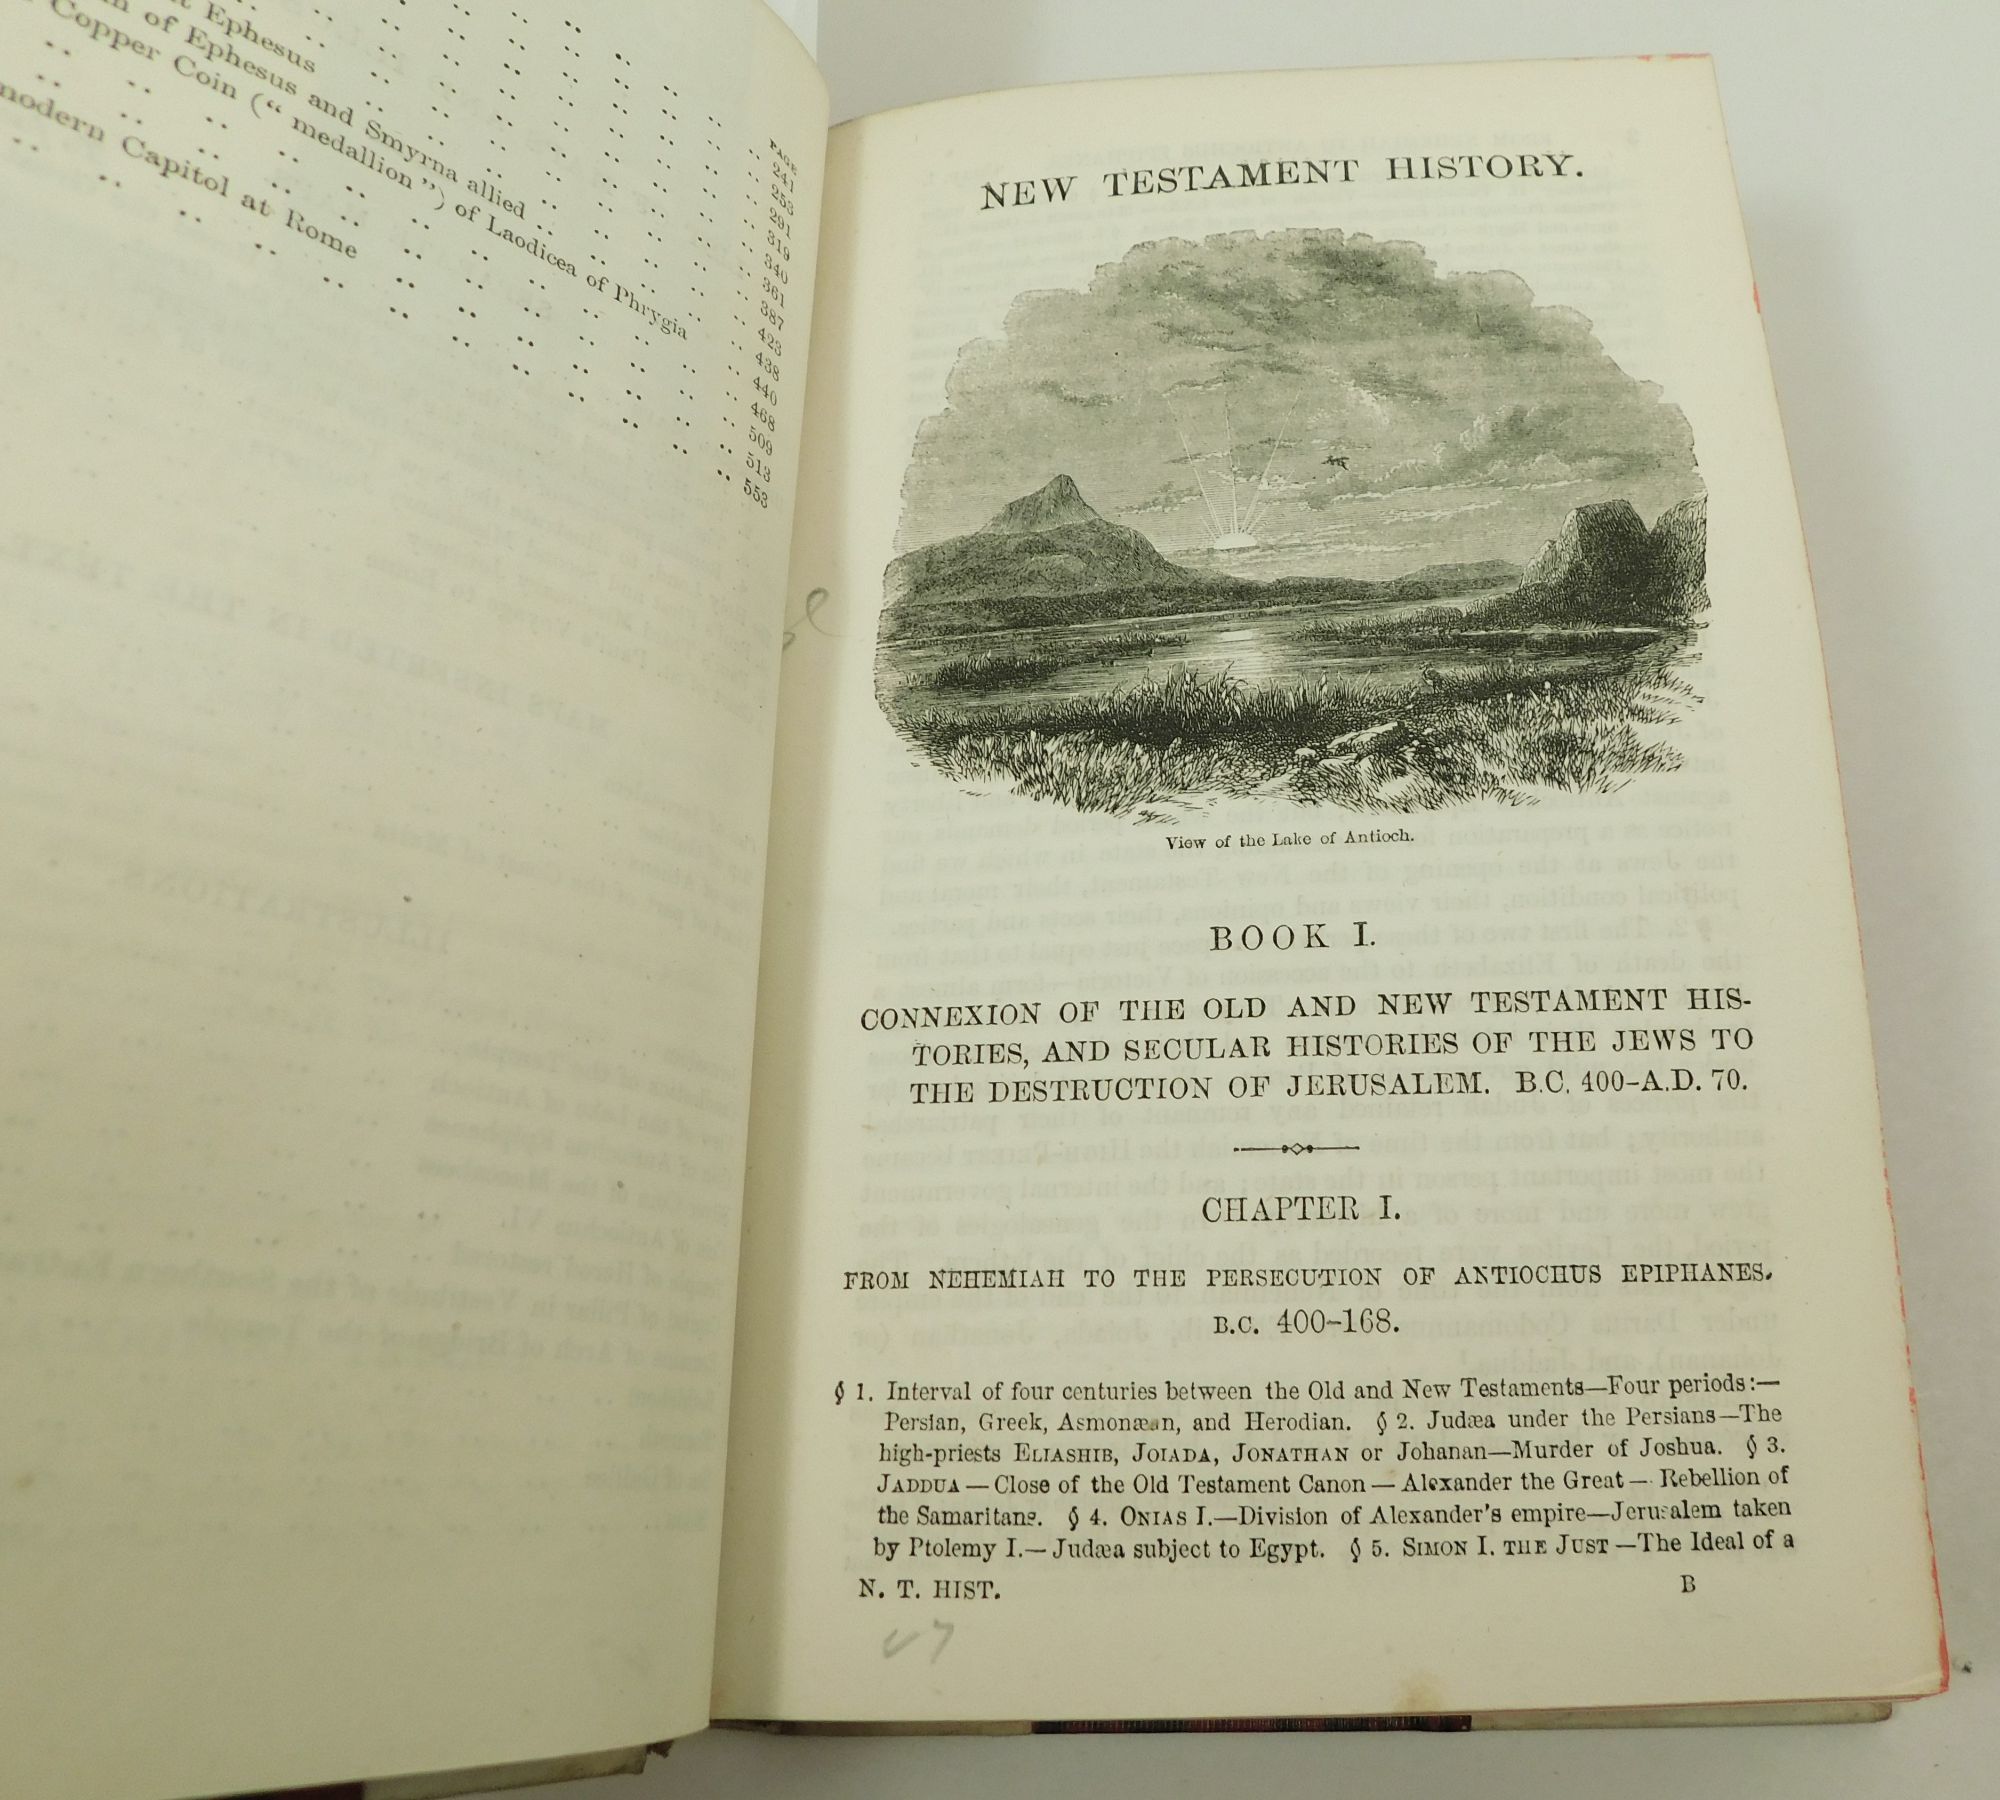 t Ephesus
of Ephesus and Smyrna allied
Copper Coin (“ medallion ”) of Laodicea of Phrygia
modern Capitol at Rome
PAGE
241
253
291
319
340
361
387
423
438
440
468
509
513
553
NEW TESTAMENT HISTORY.
View of the Lake of Antioch.
BOOK I.
CONNEXION OF THE OLD AND NEW TESTAMENT HIS-
TORIES, AND SECULAR HISTORIES OF THE JEWS TO
THE DESTRUCTION OF JERUSALEM. B.C. 400–A.D. 70.
CHAPTER I.
FROM NEHEMIAH TO THE PERSECUTION OF ANTIOCHUS EPIPHANES.
B.C. 400–168.
§ 1. Interval of four centuries between the Old and New Testaments—Four periods:—
Persian, Greek, Asmonæan, and Herodian. § 2. Judæa under the Persians—The
high-priests ELIASHIB, JOIADA, JONATHAN or Johanan—Murder of Joshua. § 3.
JADDUA — Close of the Old Testament Canon — Alexander the Great — Rebellion of
the Samaritans. § 4. ONIAS I.—Division of Alexander's empire—Jerusalem taken
by Ptolemy I.— Judæa subject to Egypt. § 5. SIMON I. THE JUST —The Ideal of a
N. T. HIST.
B